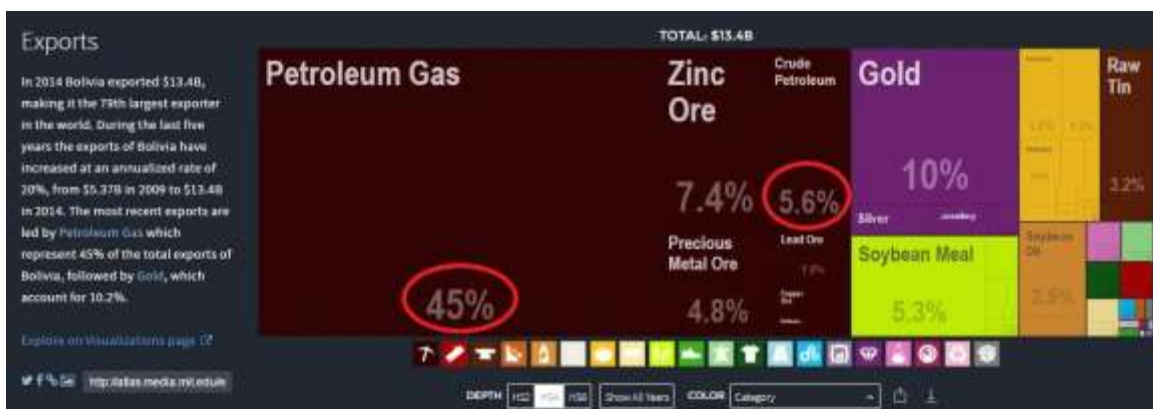 Exports
In 2014 Bolivia exported $13.4B,
making it the 79th largest exporter
in the world. During the last five
years the exports of Bolivia have
increased at an annualized rate of
20%, from $5.37B in 2009 to $13.4B
in 2014. The most recent exports are
led by Petroleum Gas which
represent 45% of the total exports of
Bolivia, followed by Gold, which
account for 10.2%.
Explore on Visualizations page
TOTAL: $13.4B
Petroleum Gas
45%
Zinc
Ore
7.4%
Crude
Petroleum
5.6%
Precious
Metal Ore
4.8%
Lead Ore
Gold
10%
Silver
Jewellery
Soybean Meal
5.3%
Raw
Tin
3.2%
Soybean
Oil
2.5%
DEPTH HS2 HS4 HS6 Show All Years COLOR Category